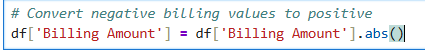 # Convert negative billing values to positive
df['Billing Amount'] = df['Billing Amount'].abs()